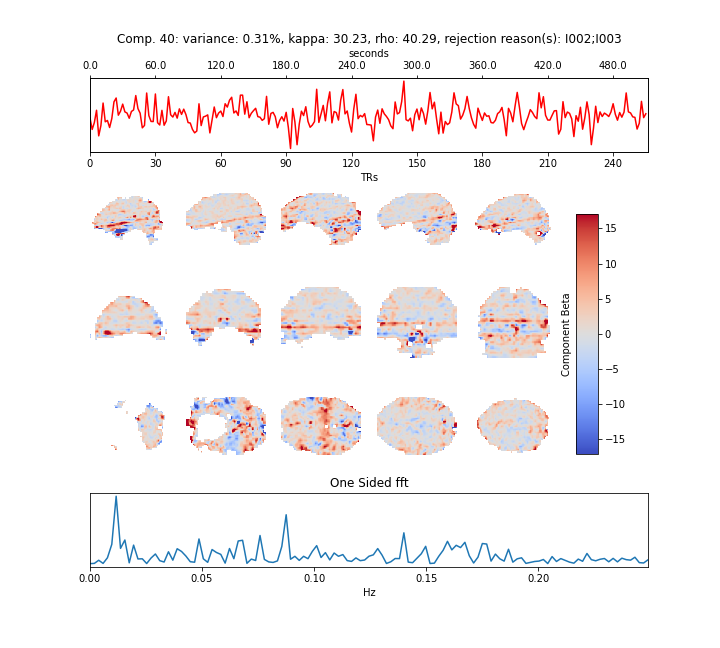 Comp. 40: variance: 0.31%, kappa: 30.23, rho: 40.29, rejection reason(s): I002;I003
seconds
0.0 60.0 120.0 180.0 240.0 300.0 360.0 420.0 480.0
0 30 60 90 120 150 180 210 240
TRs
15
10
5
0
−5
−10
−15
Component Beta
One Sided fft
0.00 0.05 0.10 0.15 0.20
Hz